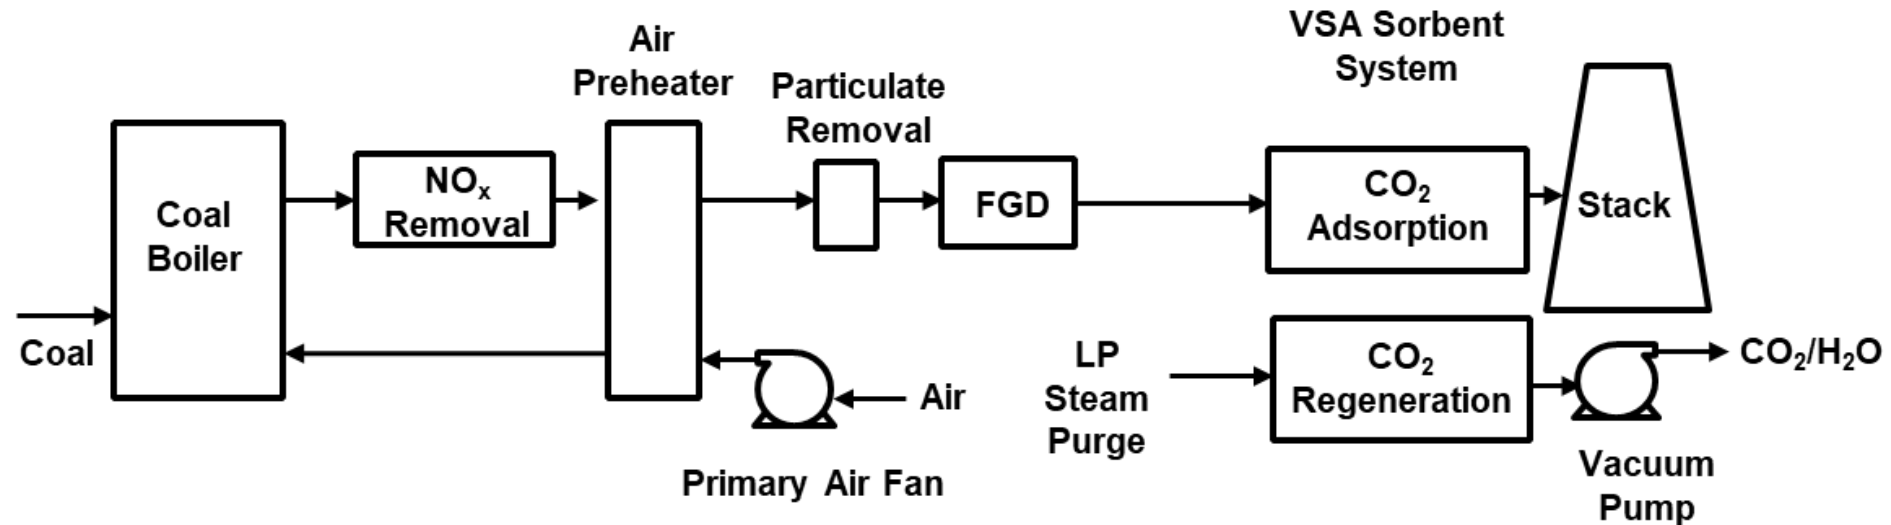 VSA Sorbent
System
Air
Preheater
Particulate
Removal
Coal
Boiler
NOₓ
Removal
FGD
CO₂
Adsorption
Stack
Coal
Air
Primary Air Fan
LP
Steam
Purge
CO₂
Regeneration
CO₂/H₂O
Vacuum
Pump